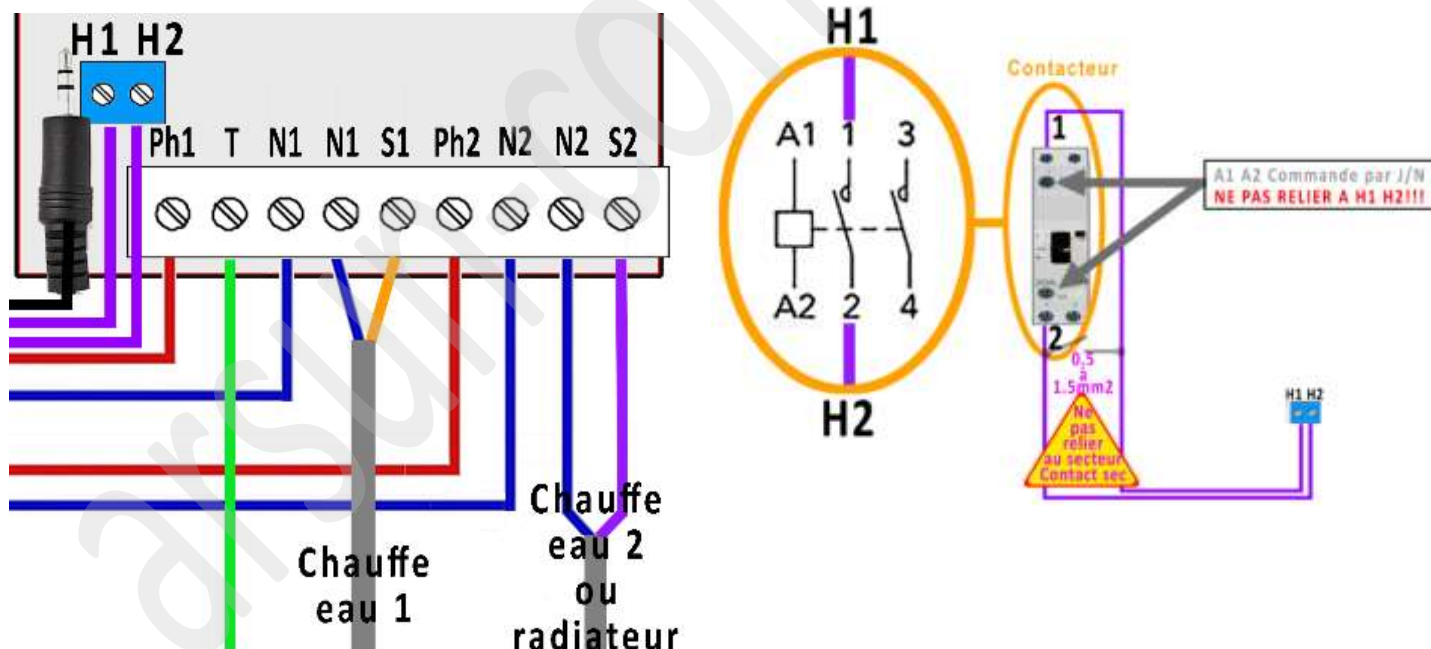 H1 H2
Ph1 T N1 N1 S1 Ph2 N2 N2 S2
Chauffe
eau 1
Chauffe
eau 2
ou
radiateur
H1
A1 1 3
A2 2 4
H2
Contacteur
1
2
A1 A2 Commande par J/N
NE PAS RELIER A H1 H2!!!
0.5
à
1.5mm2
Ne
pas
relier
au secteur
Contact sec
H1 H2
arsun.co